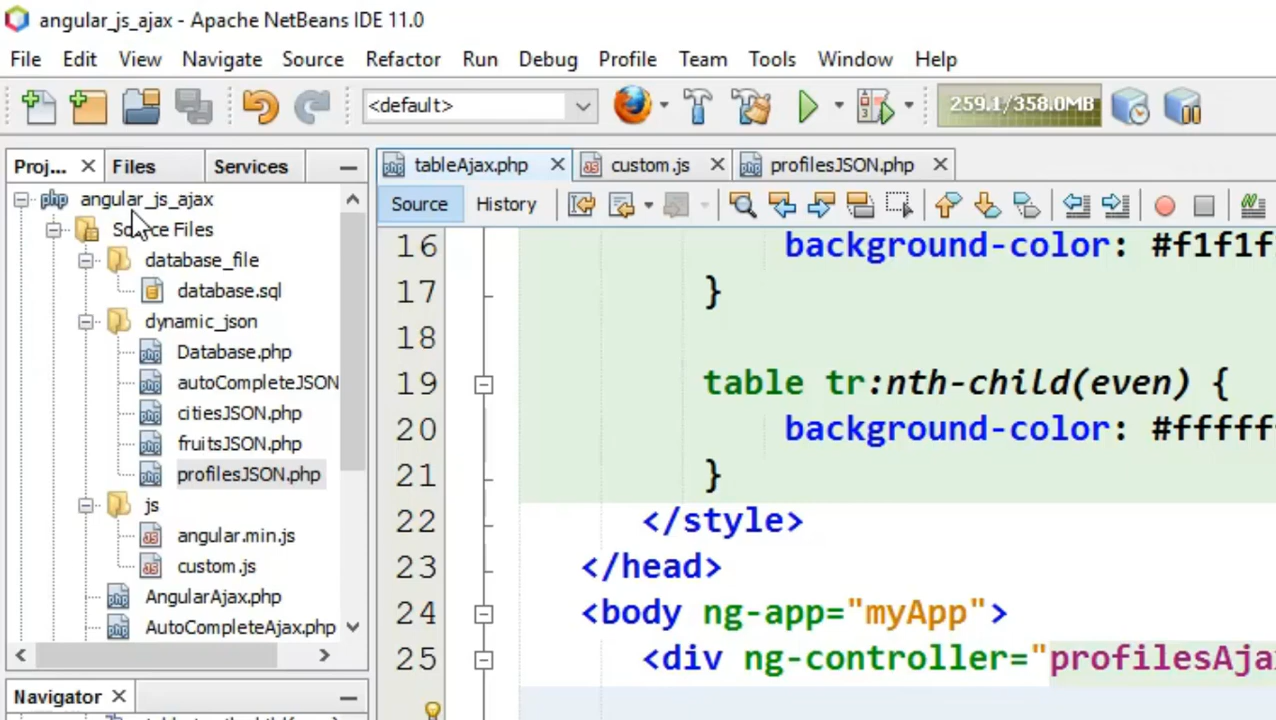 angular_js_ajax - Apache NetBeans IDE 11.0
File Edit View Navigate Source Refactor Run Debug Profile Team Tools Window Help
<default> 259.1/358.0MB
Proj... Files Services
tableAjax.php custom.js profilesJSON.php
Source History
php angular_js_ajax
Source Files
database_file
database.sql
dynamic_json
Database.php
autoCompleteJSON
citiesJSON.php
fruitsJSON.php
profilesJSON.php
js
angular.min.js
custom.js
AngularAjax.php
AutoCompleteAjax.php
Navigator
16 background-color: #f1f1f
17 }
18
19 table tr:nth-child(even) {
20 background-color: #fffff
21 }
22 </style>
23 </head>
24 <body ng-app="myApp">
25 <div ng-controller="profilesAja